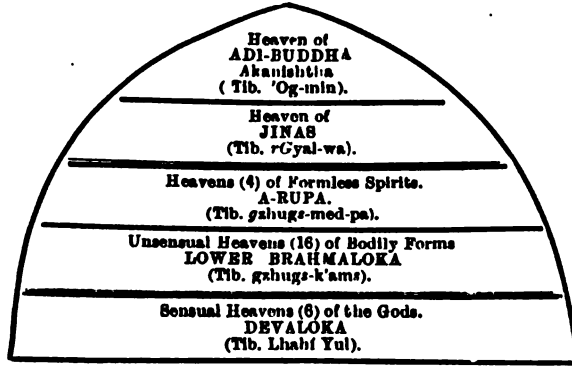 Heaven of
ADI-BUDDHA
Akanishtha
(Tib. 'Og-min).
Heaven of
JINAS
(Tib. rGyal-wa).
Heavens (4) of Formless Spirits.
A-RUPA.
(Tib. gzhugs-med-pa).
Unsensual Heavens (16) of Bodily Forms
LOWER BRAHMALOKA
(Tib. gzhugs-k'ams).
Sensual Heavens (6) of the Gods.
DEVALOKA
(Tib. Lhahi Yul).